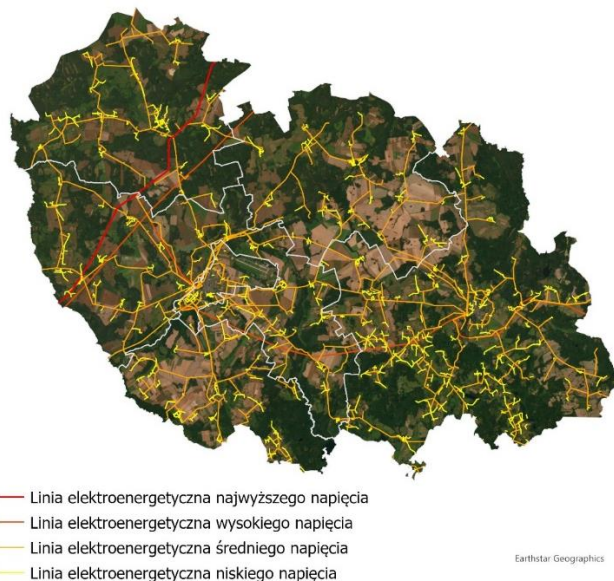 Linia elektroenergetyczna najwyższego napięcia
Linia elektroenergetyczna wysokiego napięcia
Linia elektroenergetyczna średniego napięcia
Earthstar Geographics
Linia elektroenergetyczna niskiego napięcia